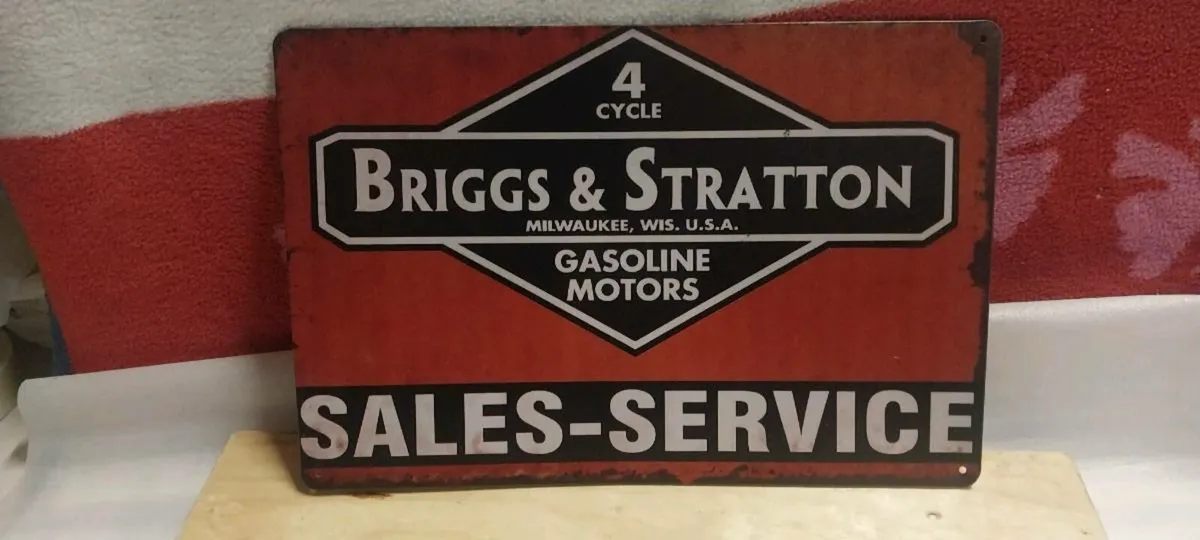 4
CYCLE
BRIGGS & STRATTON
MILWAUKEE, WIS. U.S.A.
GASOLINE
MOTORS
SALES-SERVICE